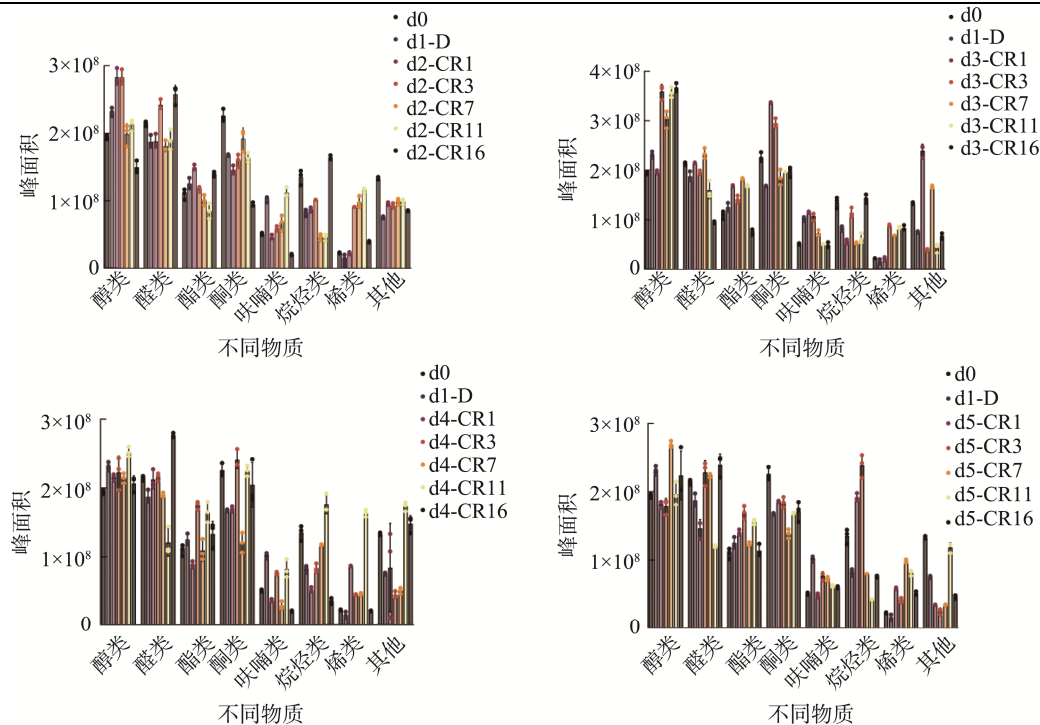 d0
d1-D
d2-CR1
d2-CR3
d2-CR7
d2-CR11
d2-CR16
峰面积
3×10⁸
2×10⁸
1×10⁸
0
醇类
醛类
酯类
酮类
呋喃类
烷烃类
烯类
其他
不同物质
d0
d1-D
d3-CR1
d3-CR3
d3-CR7
d3-CR11
d3-CR16
峰面积
4×10⁸
3×10⁸
2×10⁸
1×10⁸
0
醇类
醛类
酯类
酮类
呋喃类
烷烃类
烯类
其他
不同物质
d0
d1-D
d4-CR1
d4-CR3
d4-CR7
d4-CR11
d4-CR16
峰面积
3×10⁸
2×10⁸
1×10⁸
0
醇类
醛类
酯类
酮类
呋喃类
烷烃类
烯类
其他
不同物质
d0
d1-D
d5-CR1
d5-CR3
d5-CR7
d5-CR11
d5-CR16
峰面积
3×10⁸
2×10⁸
1×10⁸
0
醇类
醛类
酯类
酮类
呋喃类
烷烃类
烯类
其他
不同物质